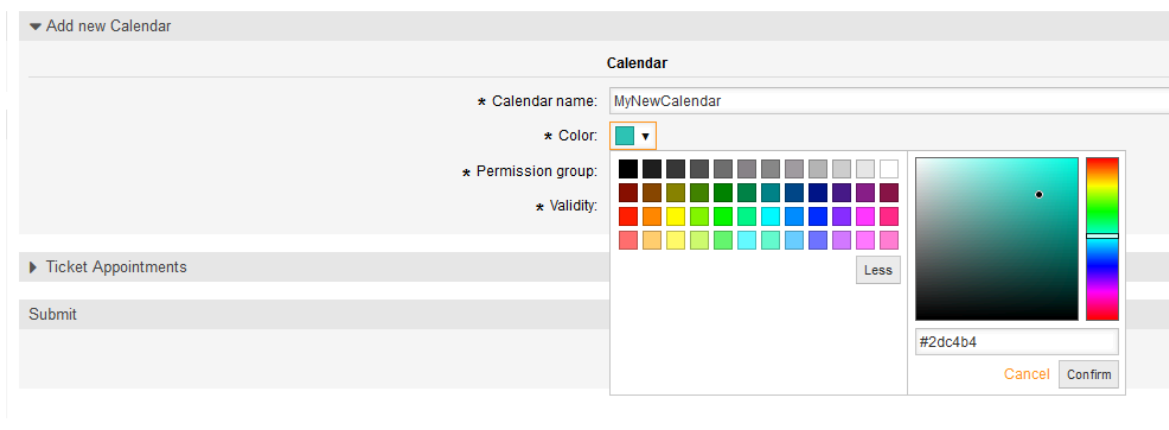 Add new Calendar
Calendar
★ Calendar name: MyNewCalendar
★ Color:
★ Permission group:
★ Validity:
Less
Ticket Appointments
Submit
#2dc4b4
Cancel Confirm